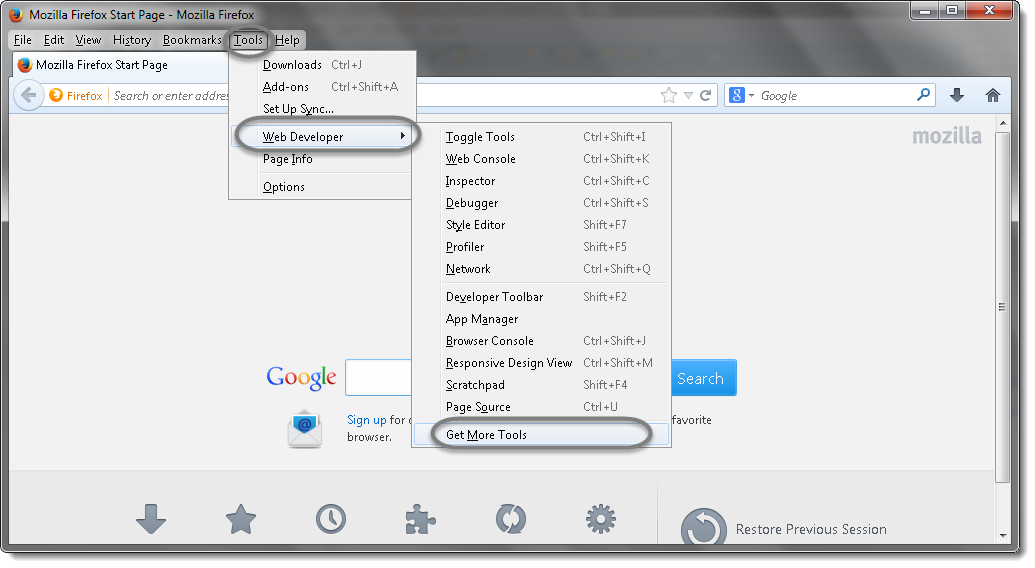 Mozilla Firefox Start Page - Mozilla Firefox
File Edit View History Bookmarks Tools Help
Mozilla Firefox Start Page
Firefox Search or enter addre
Google
Downloads Ctrl+J
Add-ons Ctrl+Shift+A
Set Up Sync...
Web Developer
Page Info
Options
Toggle Tools Ctrl+Shift+I
Web Console Ctrl+Shift+K
Inspector Ctrl+Shift+C
Debugger Ctrl+Shift+S
Style Editor Shift+F7
Profiler Shift+F5
Network Ctrl+Shift+Q
Developer Toolbar Shift+F2
App Manager
Browser Console Ctrl+Shift+J
Responsive Design View Ctrl+Shift+M
Scratchpad Shift+F4
Page Source Ctrl+U
Get More Tools
mozilla
Google Search
Sign up for favorite
browser.
Restore Previous Session